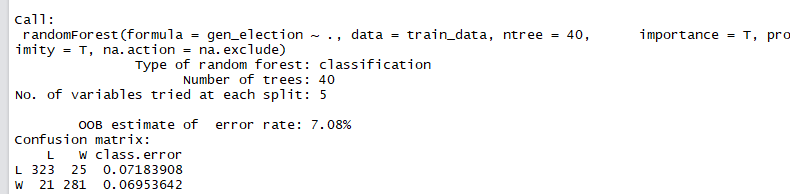 Call:
 randomForest(formula = gen_election ~ ., data = train_data, ntree = 40,      importance = T, pro
imity = T, na.action = na.exclude)
               Type of random forest: classification
                     Number of trees: 40
No. of variables tried at each split: 5
        OOB estimate of  error rate: 7.08%
Confusion matrix:
    L   W class.error
L 323  25  0.07183908
W  21 281  0.06953642